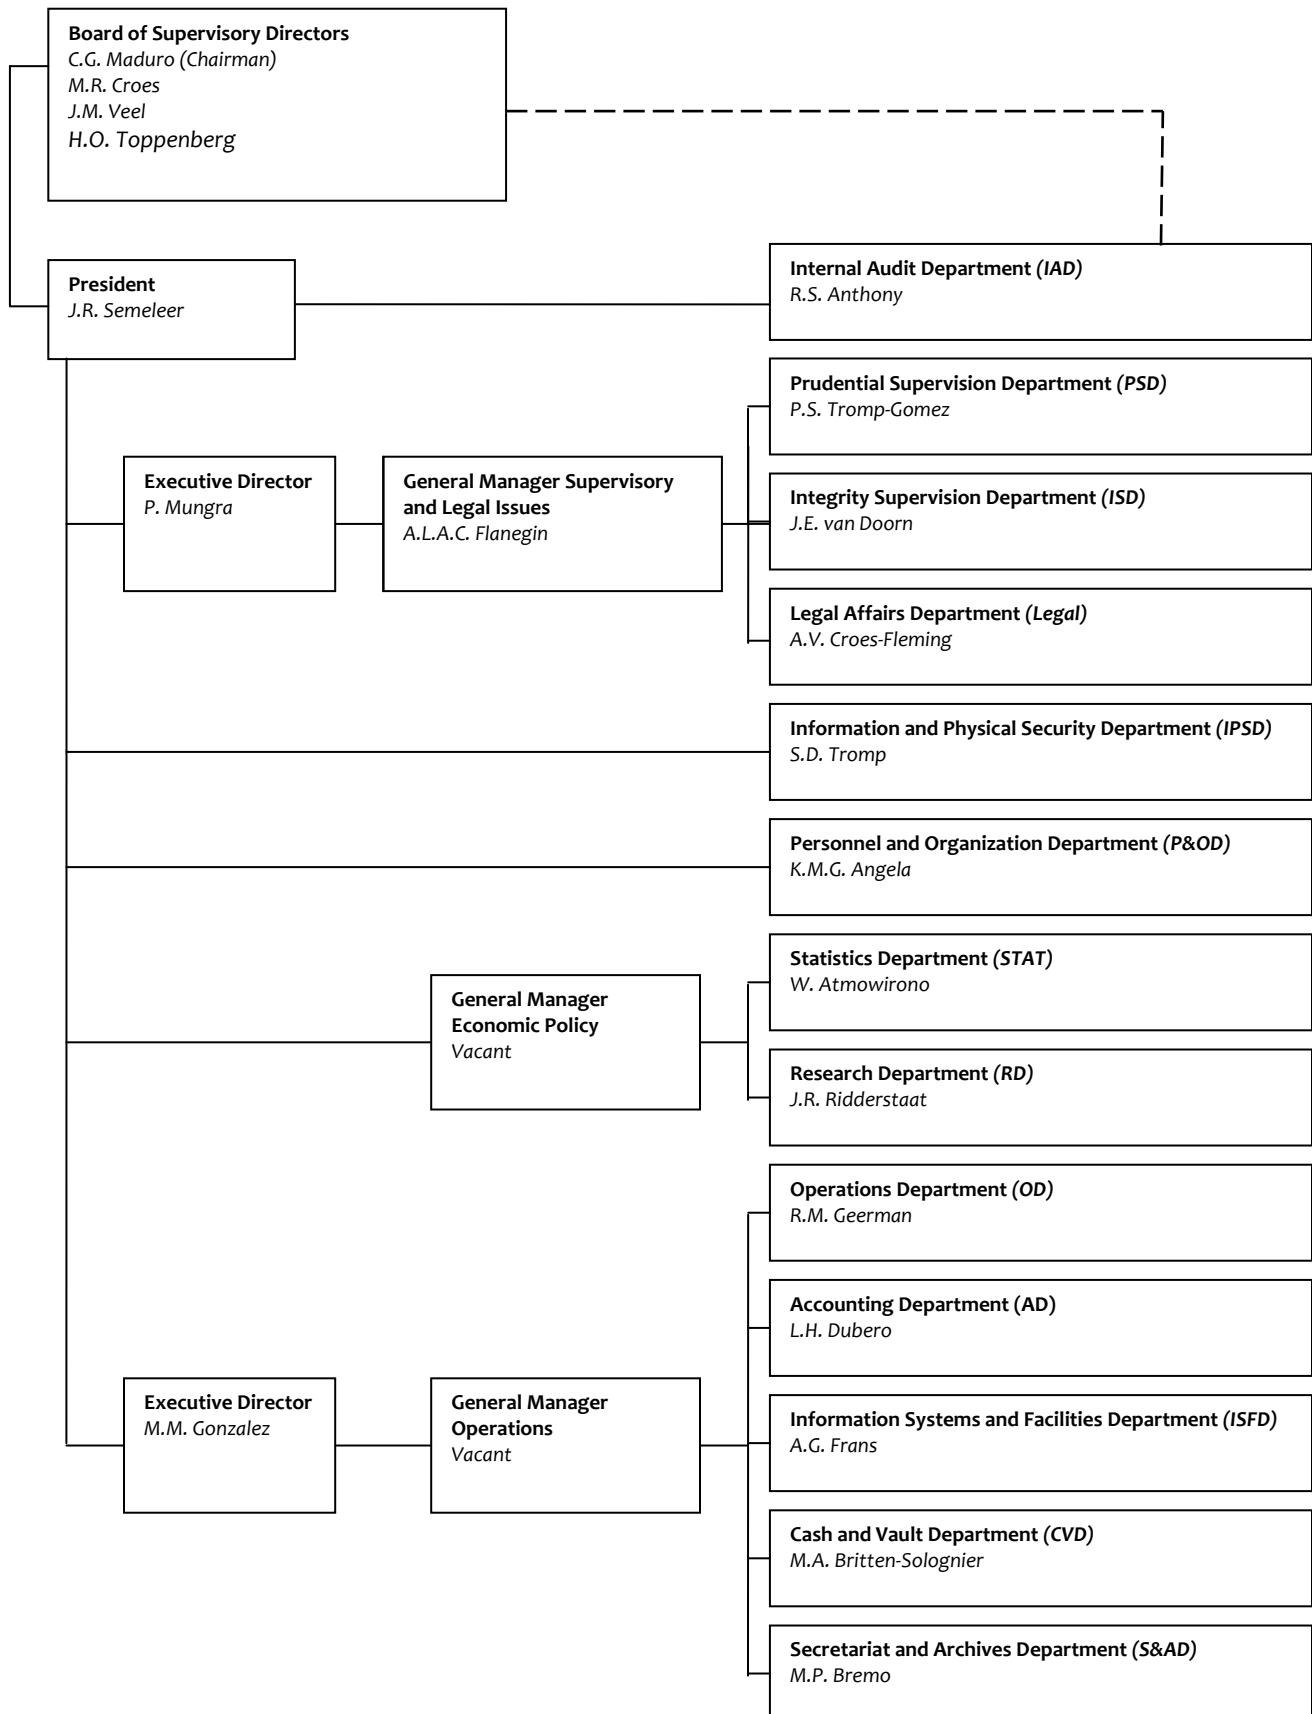 Board of Supervisory Directors
C.G. Maduro (Chairman)
M.R. Croes
J.M. Veel
H.O. Toppenberg
President
J.R. Semeleer
Internal Audit Department (IAD)
R.S. Anthony
Prudential Supervision Department (PSD)
P.S. Tromp-Gomez
Executive Director
P. Mungra
General Manager Supervisory
and Legal Issues
A.L.A.C. Flanegin
Integrity Supervision Department (ISD)
J.E. van Doorn
Legal Affairs Department (Legal)
A.V. Croes-Fleming
Information and Physical Security Department (IPSD)
S.D. Tromp
Personnel and Organization Department (P&OD)
K.M.G. Angela
General Manager
Economic Policy
Vacant
Statistics Department (STAT)
W. Atmowirono
Research Department (RD)
J.R. Ridderstaat
Operations Department (OD)
R.M. Geerman
Accounting Department (AD)
L.H. Dubero
Executive Director
M.M. Gonzalez
General Manager
Operations
Vacant
Information Systems and Facilities Department (ISFD)
A.G. Frans
Cash and Vault Department (CVD)
M.A. Britten-Solognier
Secretariat and Archives Department (S&AD)
M.P. Bremo